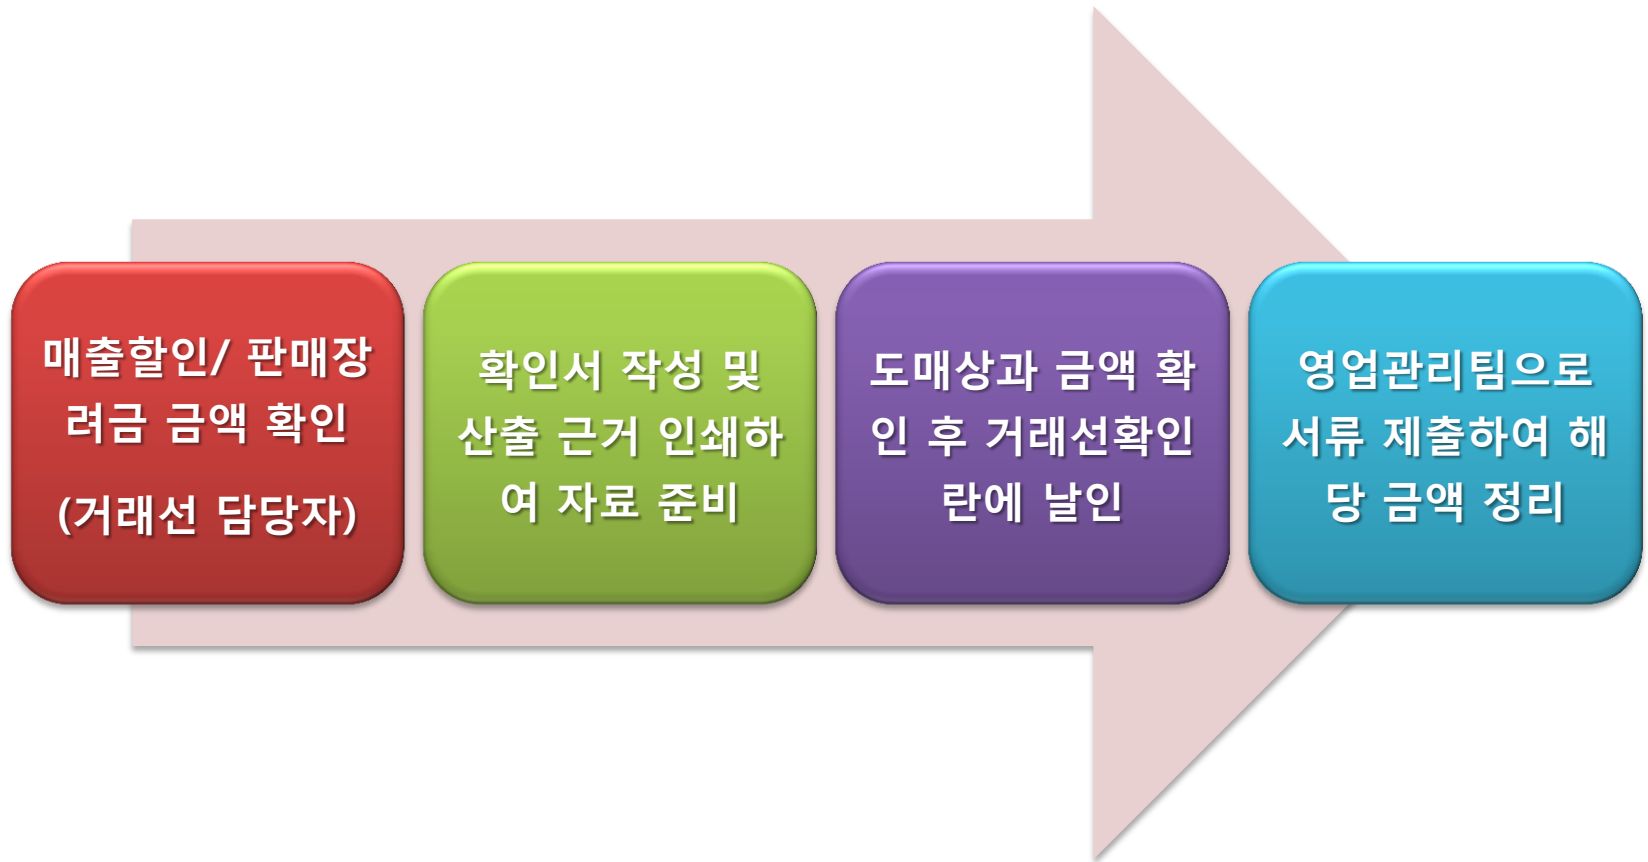 매출할인/ 판매장
려금 금액 확인
(거래선 담당자)
확인서 작성 및
산출 근거 인쇄하
여 자료 준비
도매상과 금액 확
인 후 거래선확인
란에 날인
영업관리팀으로
서류 제출하여 해
당 금액 정리